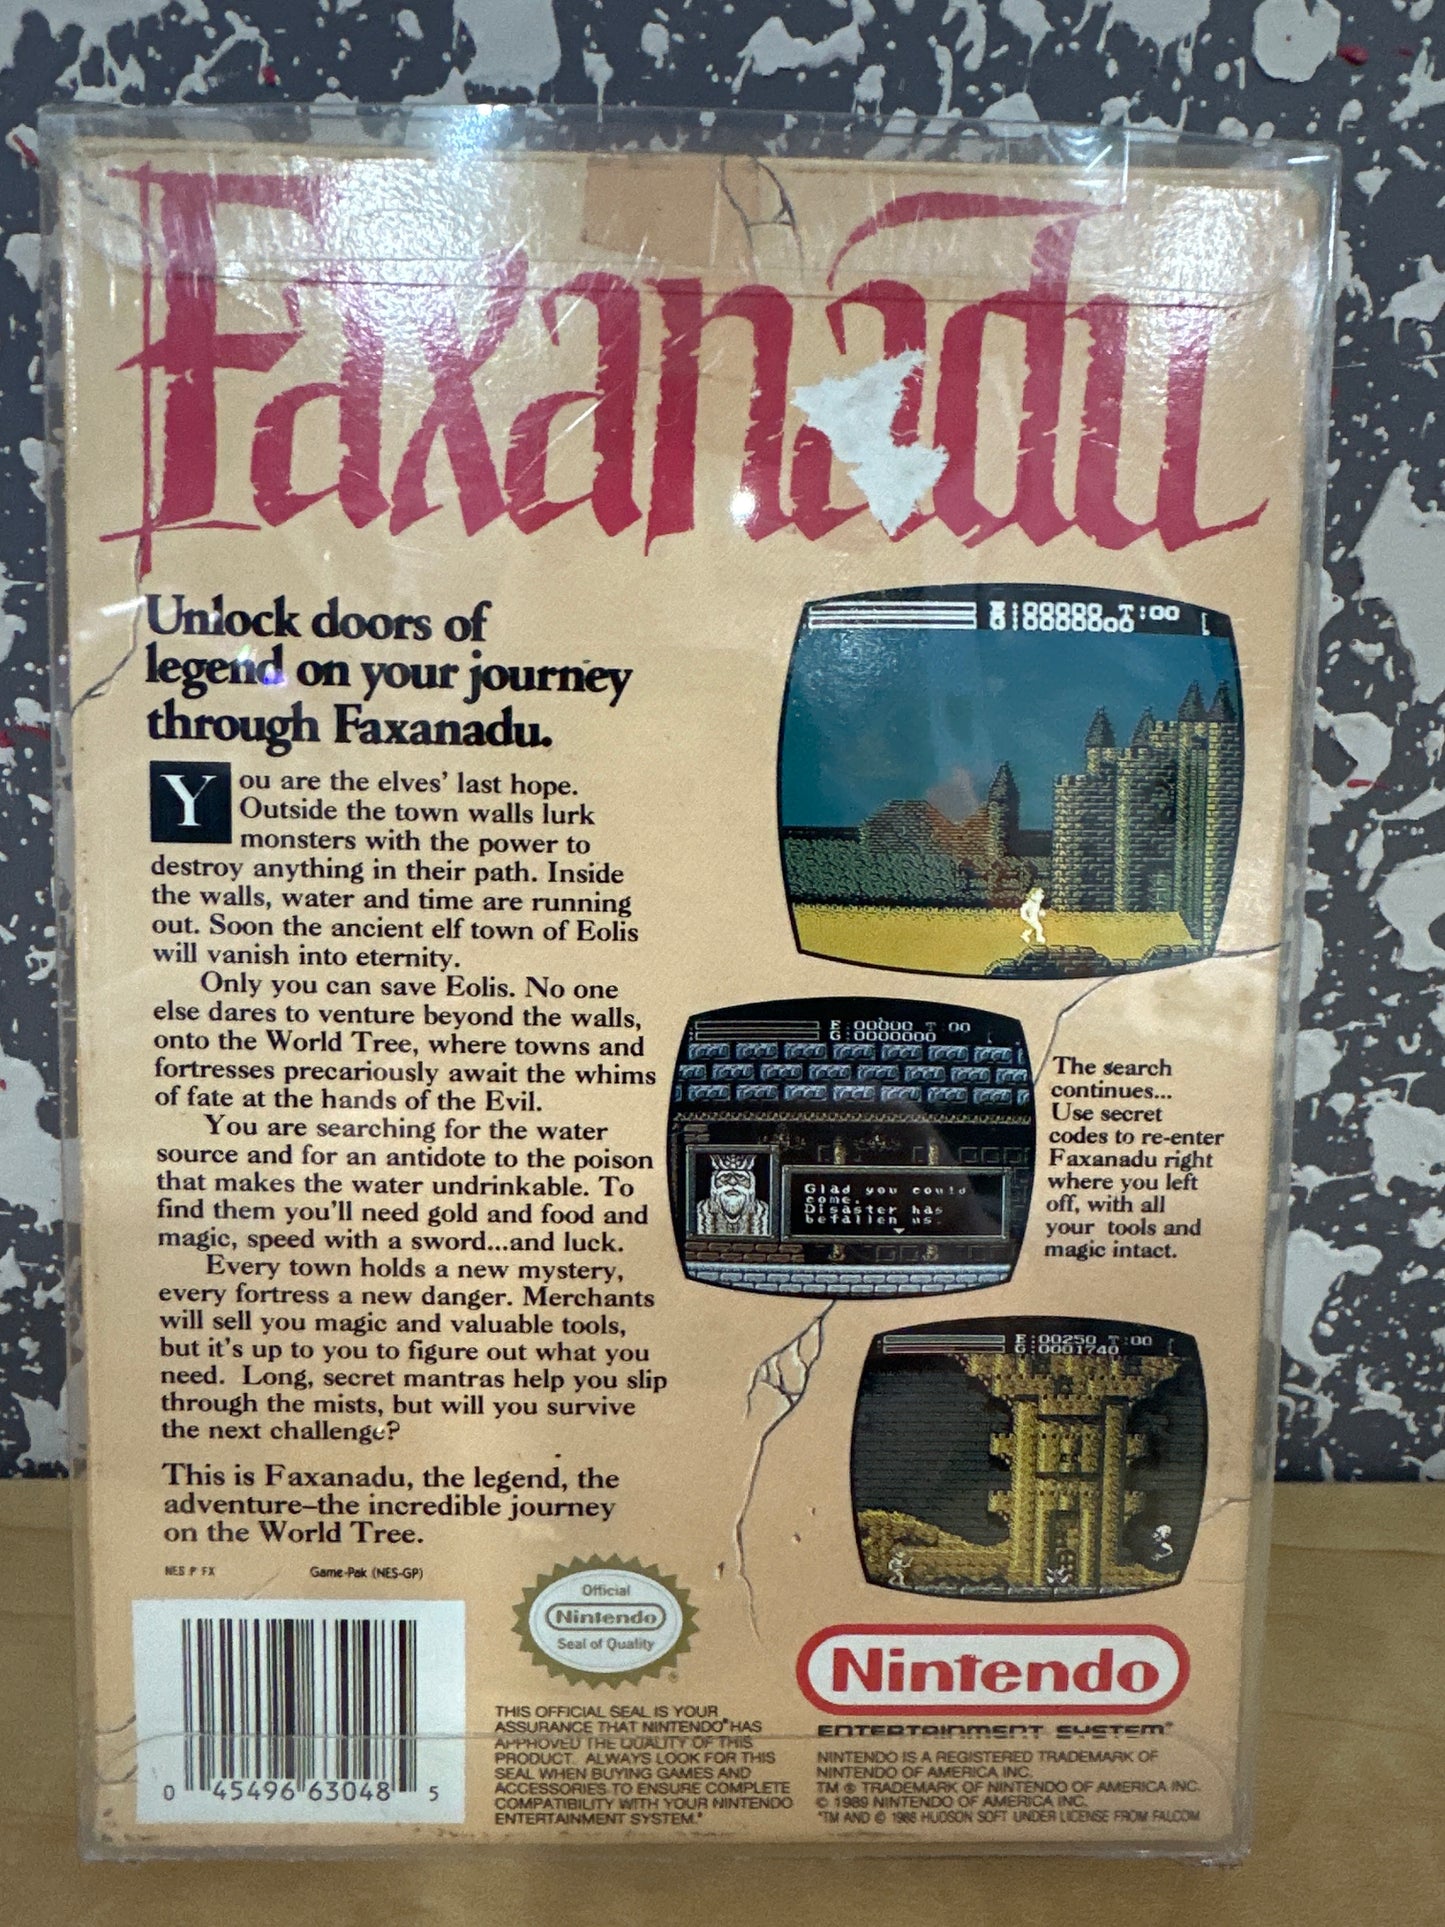 Faxanadu
Unlock doors of
legend on your journey
through Faxanadu.
You are the elves' last hope.
Outside the town walls lurk
monsters with the power to
destroy anything in their path. Inside
the walls, water and time are running
out. Soon the ancient elf town of Eolis
will vanish into eternity.
Only you can save Eolis. No one
else dares to venture beyond the walls,
onto the World Tree, where towns and
fortresses precariously await the whims
of fate at the hands of the Evil.
You are searching for the water
source and for an antidote to the poison
that makes the water undrinkable. To
find them you'll need gold and food and
magic, speed with a sword...and luck.
Every town holds a new mystery,
every fortress a new danger. Merchants
will sell you magic and valuable tools,
but it's up to you to figure out what you
need. Long, secret mantras help you slip
through the mists, but will you survive
the next challenge?
This is Faxanadu, the legend, the
adventure–the incredible journey
on the World Tree.
T:00
E:00000 T:00
G:0000000
Glad you could
come.
Disaster has
befallen us.
The search
continues...
Use secret
codes to re-enter
Faxanadu right
where you left
off, with all
your tools and
magic intact.
E:00250 T:00
G:0001740
NES P FX
Game-Pak (NES-GP)
0 45496 63048 5
Official
Nintendo
Seal of Quality
THIS OFFICIAL SEAL IS YOUR
ASSURANCE THAT NINTENDO® HAS
APPROVED THE QUALITY OF THIS
PRODUCT. ALWAYS LOOK FOR THIS
SEAL WHEN BUYING GAMES AND
ACCESSORIES TO ENSURE COMPLETE
COMPATIBILITY WITH YOUR NINTENDO
ENTERTAINMENT SYSTEM.®
Nintendo
ENTERTAINMENT SYSTEM®
NINTENDO IS A REGISTERED TRADEMARK OF
NINTENDO OF AMERICA INC.
TM ® TRADEMARK OF NINTENDO OF AMERICA INC.
© 1989 NINTENDO OF AMERICA INC.
*TM AND © 1988 HUDSON SOFT UNDER LICENSE FROM FALCOM